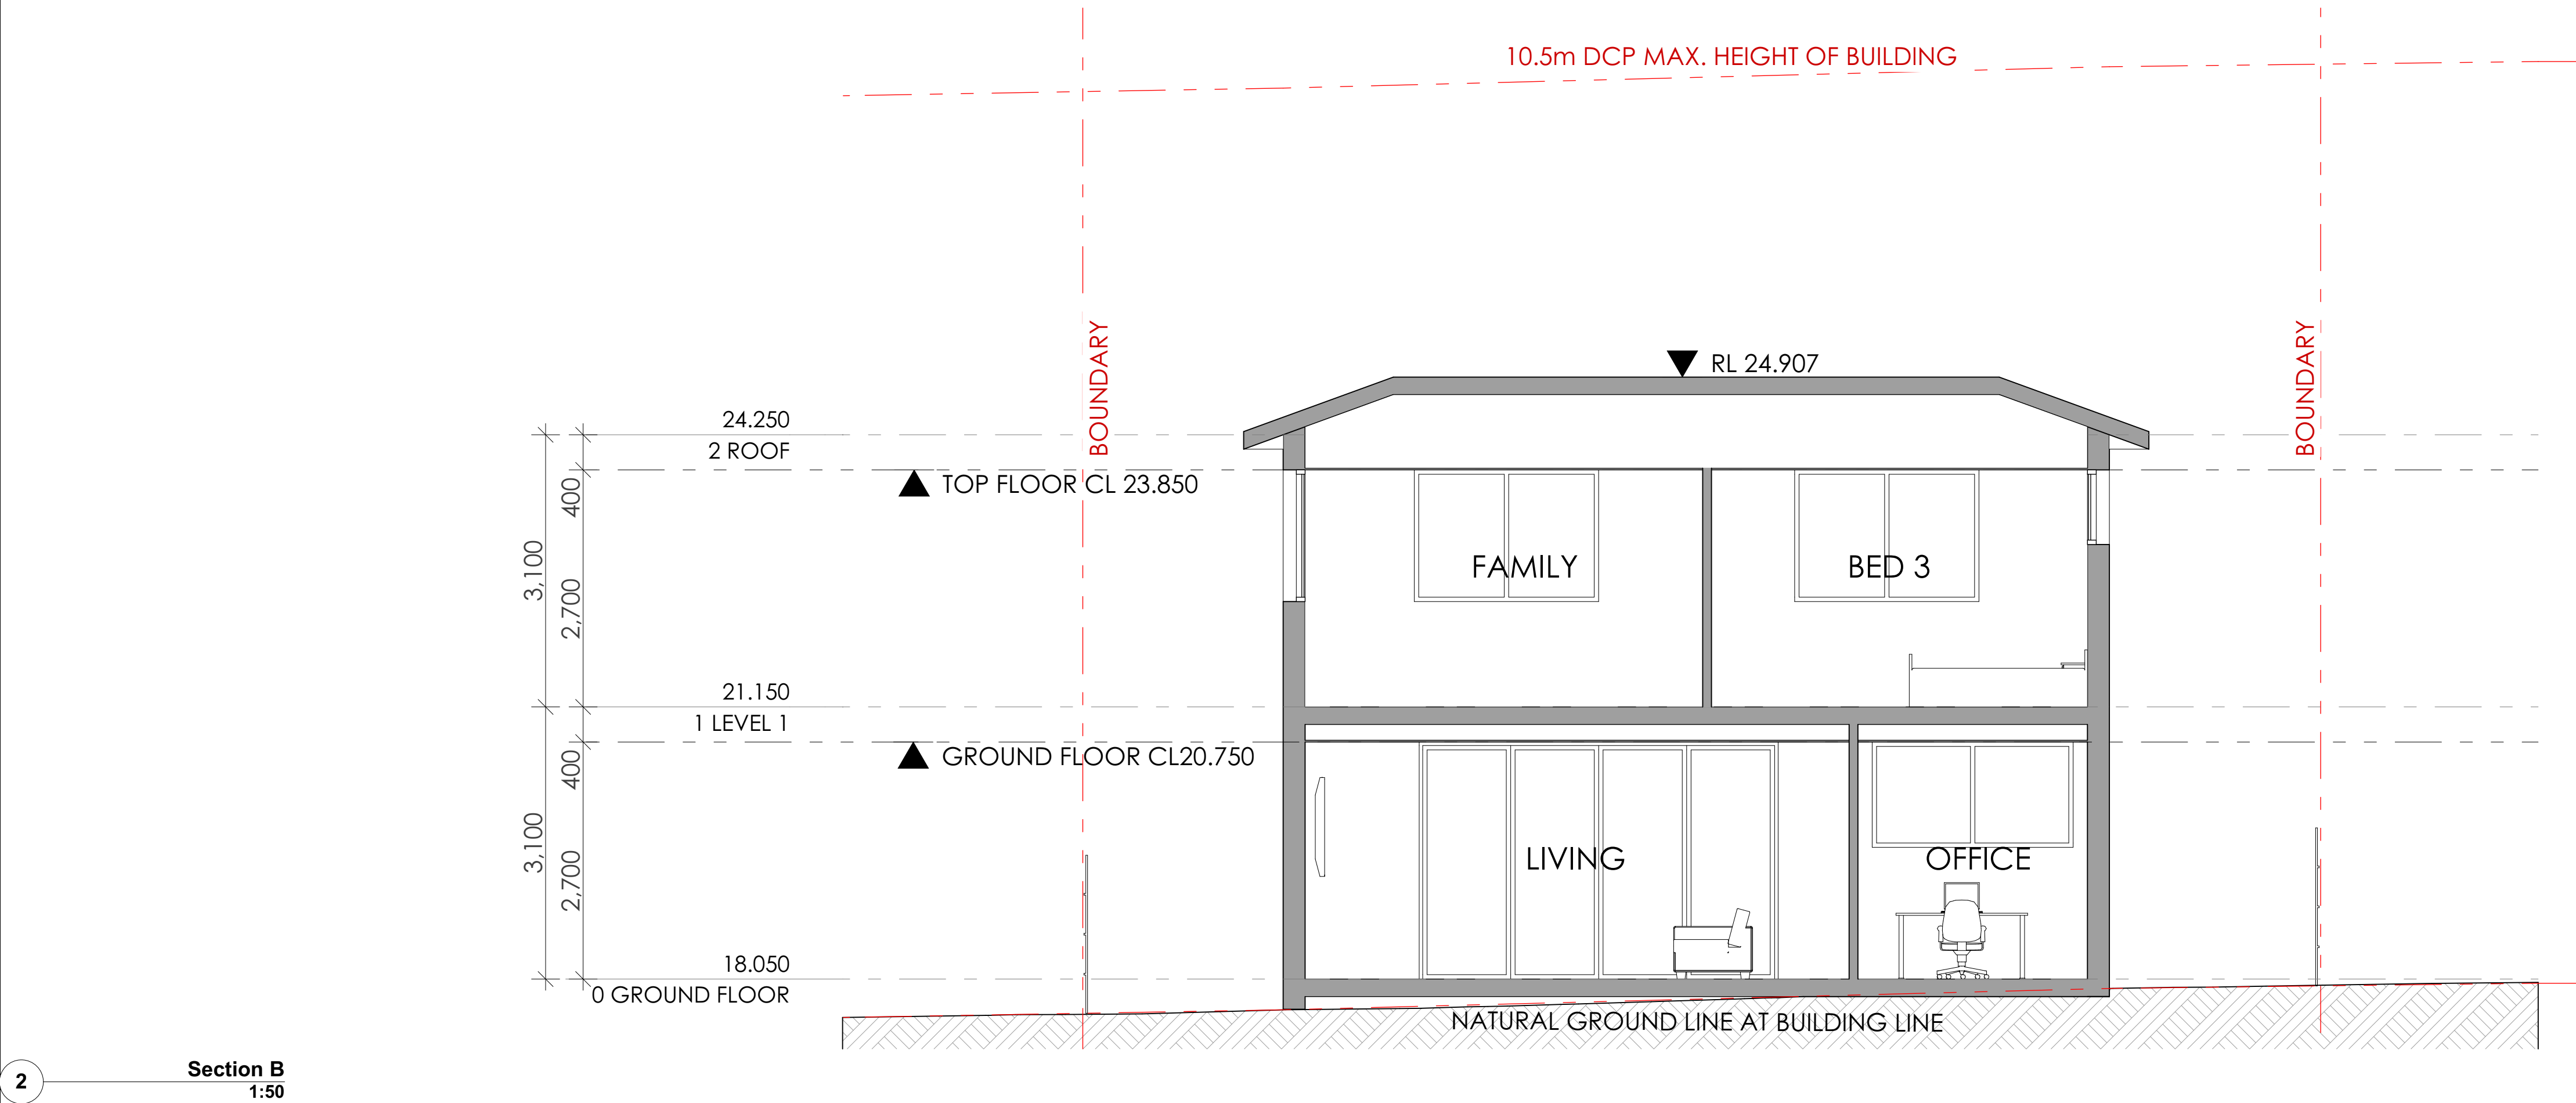 10.5m DCP MAX. HEIGHT OF BUILDING
BOUNDARY
BOUNDARY
RL 24.907
24.250
2 ROOF
TOP FLOOR CL 23.850
400
3,100
2,700
FAMILY
BED 3
21.150
1 LEVEL 1
GROUND FLOOR CL20.750
400
3,100
2,700
LIVING
OFFICE
18.050
0 GROUND FLOOR
NATURAL GROUND LINE AT BUILDING LINE
2
Section B
1:50